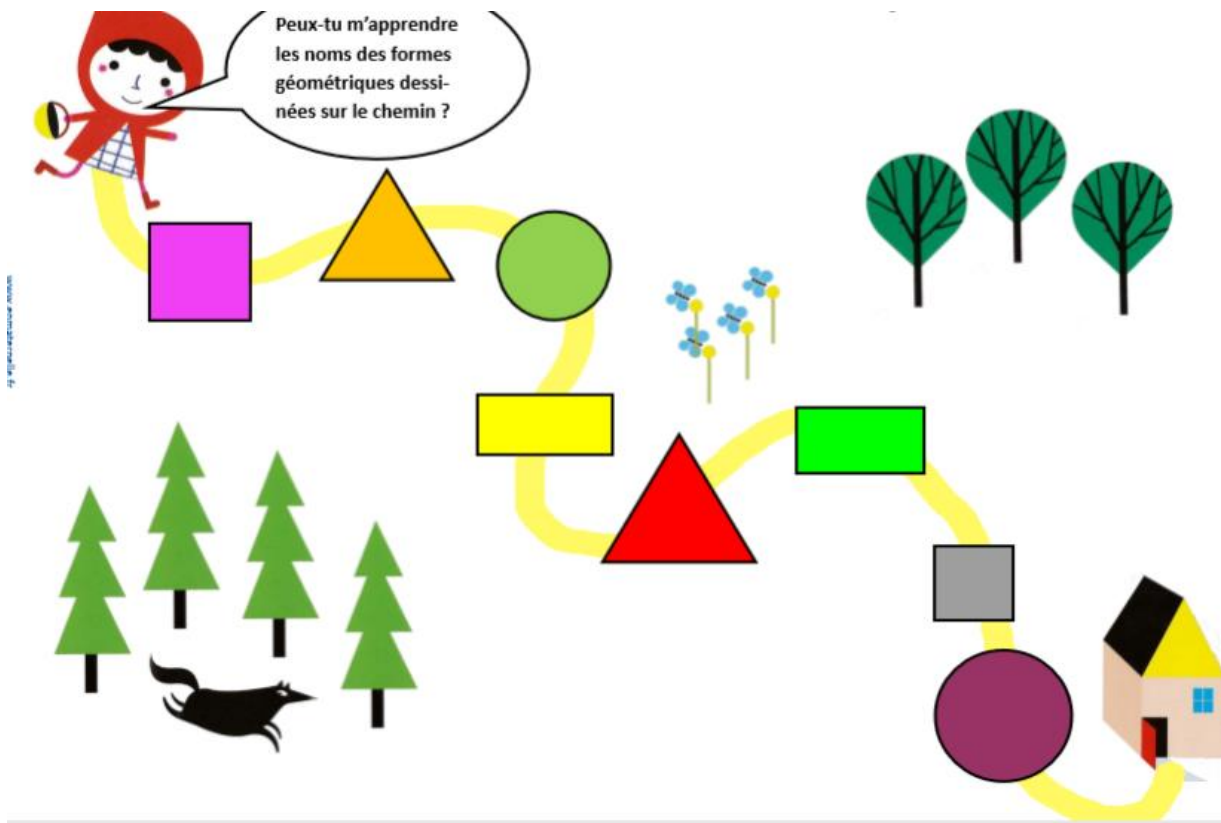 Peux-tu m'apprendre
les noms des formes
géométriques dessi-
nées sur le chemin ?